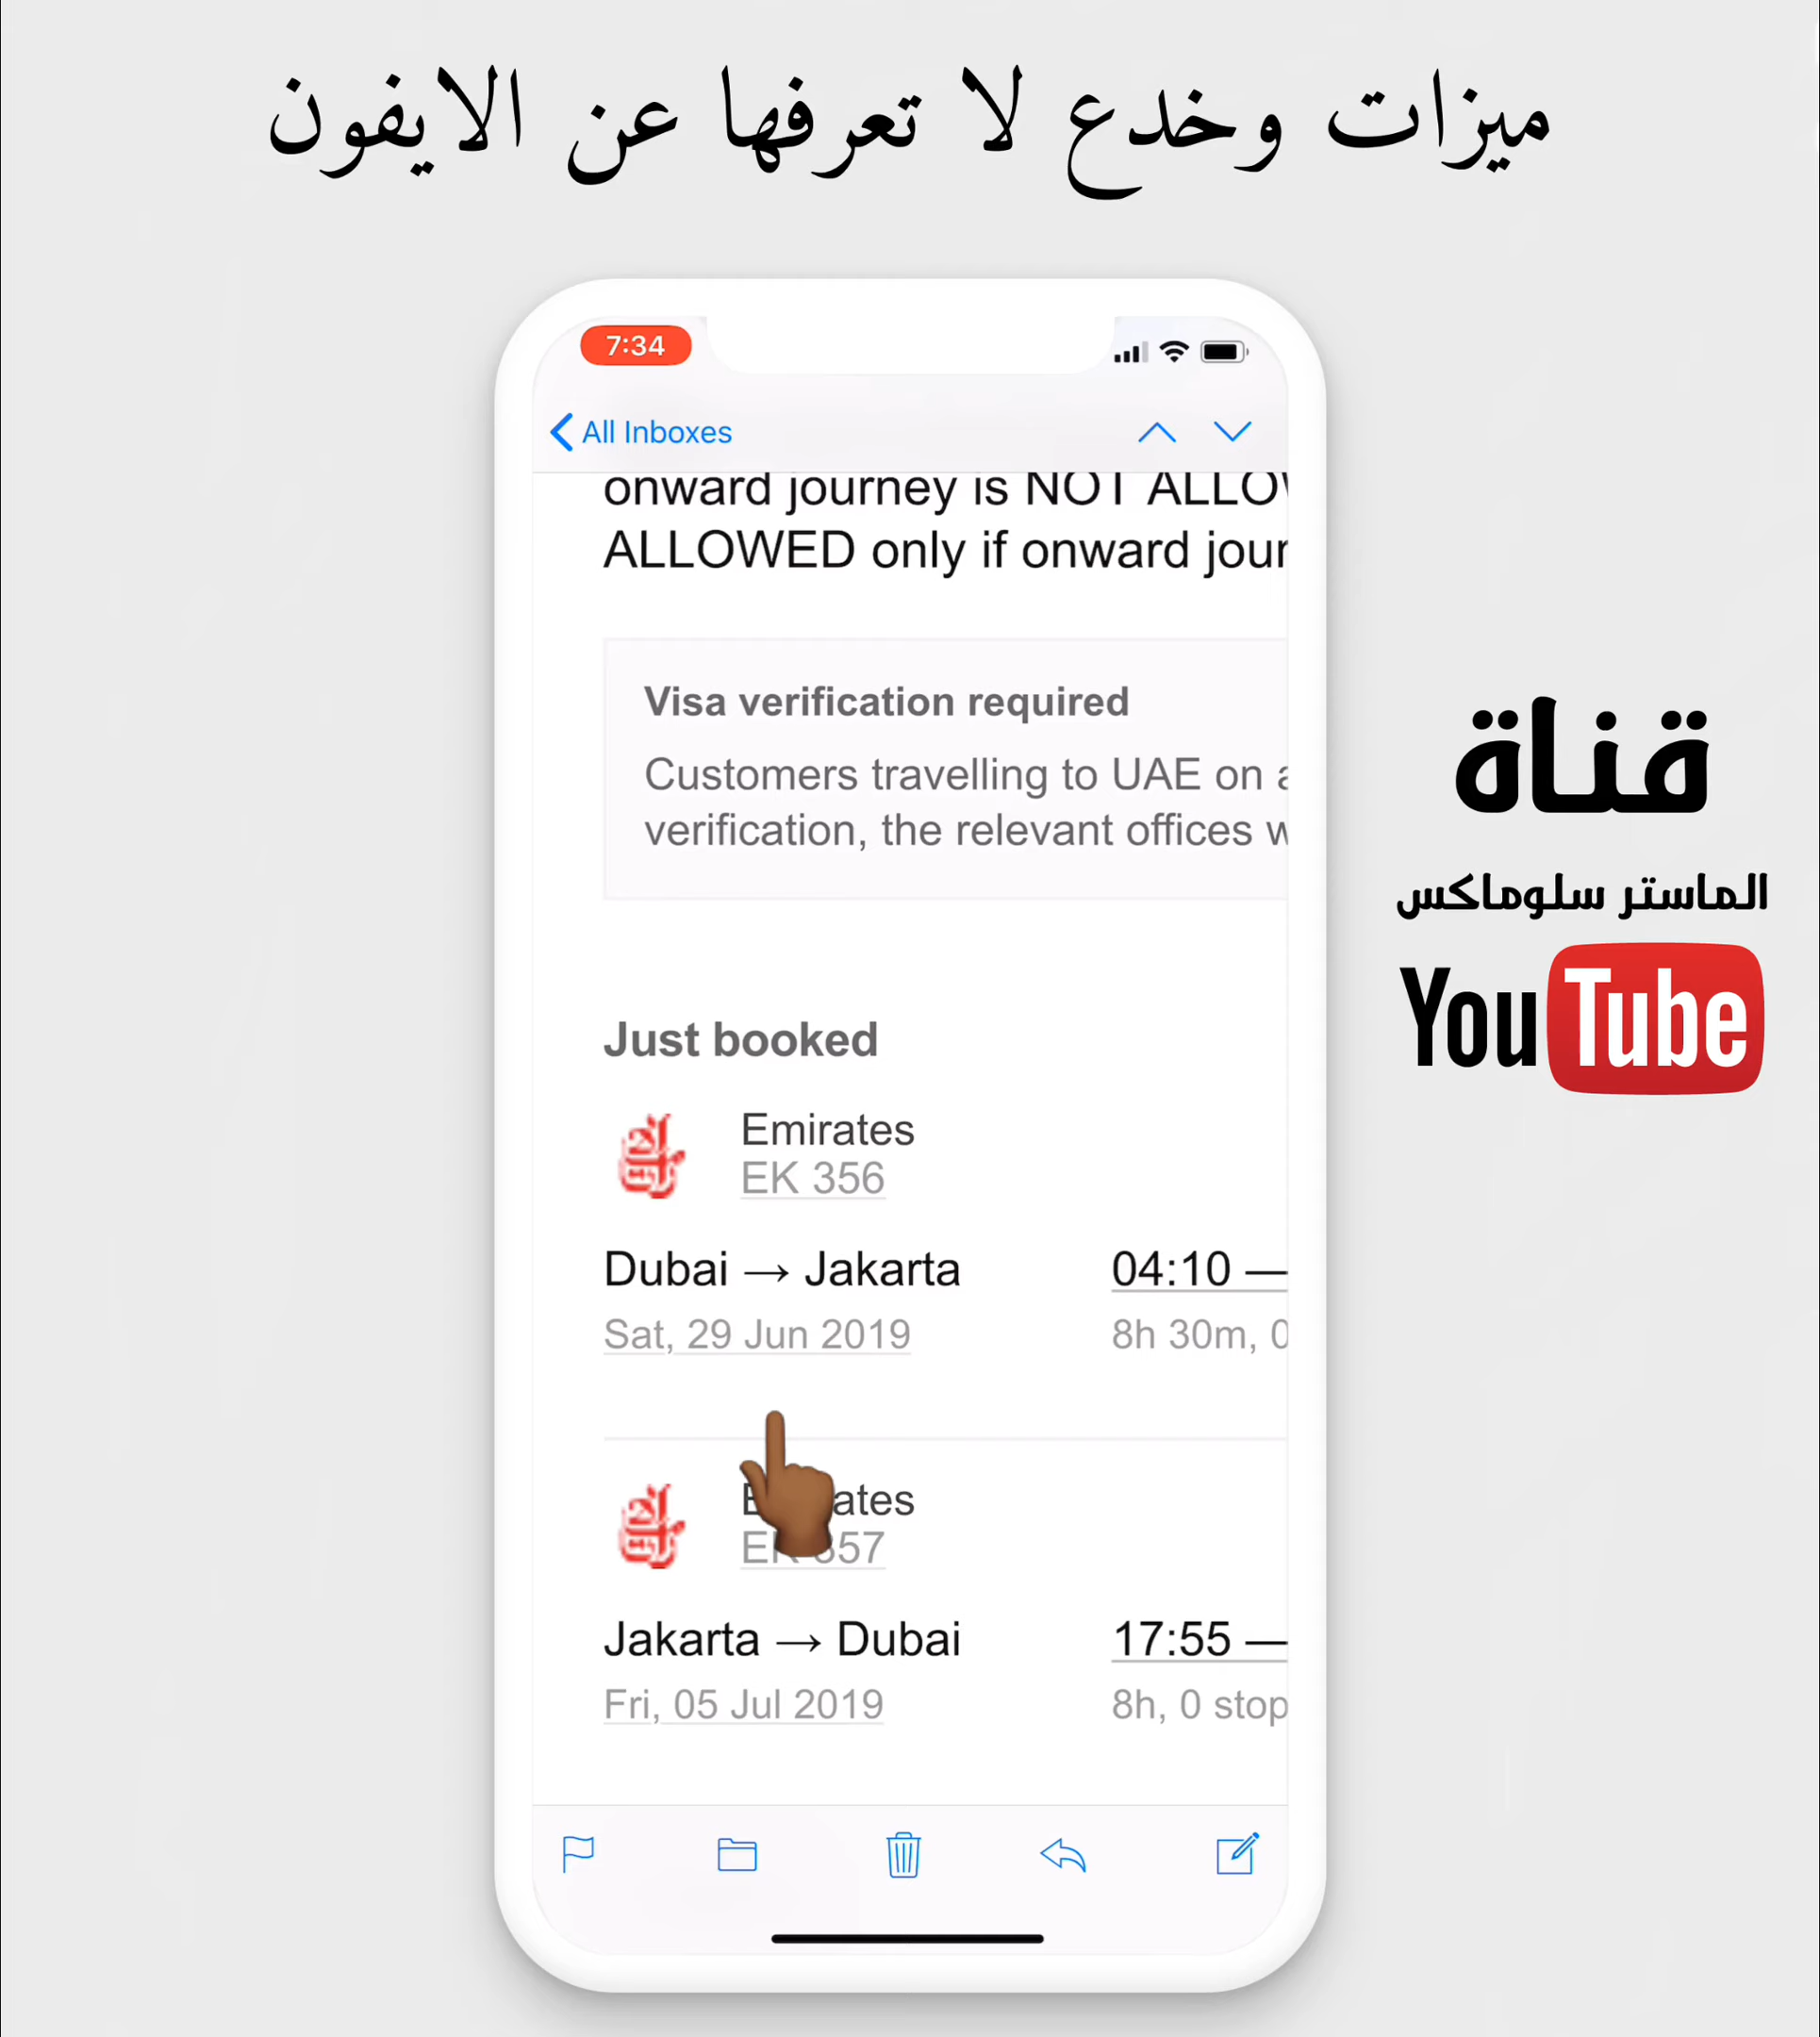 ميزات وخدع لا تعرفها عن الايفون
7:34
All Inboxes
onward journey is NOT
ALLOWED only if onward
Visa verification required
Customers travelling to UAE on
verification, the relevant offices
Just booked
Emirates
EK 356
Dubai → Jakarta
04:10 —
Sat, 29 Jun 2019
8h 30m,
Jakarta → Dubai
17:55 —
Fri, 05 Jul 2019
8h, 0 stop
قناة
الماستر سلوماكس
YouTube